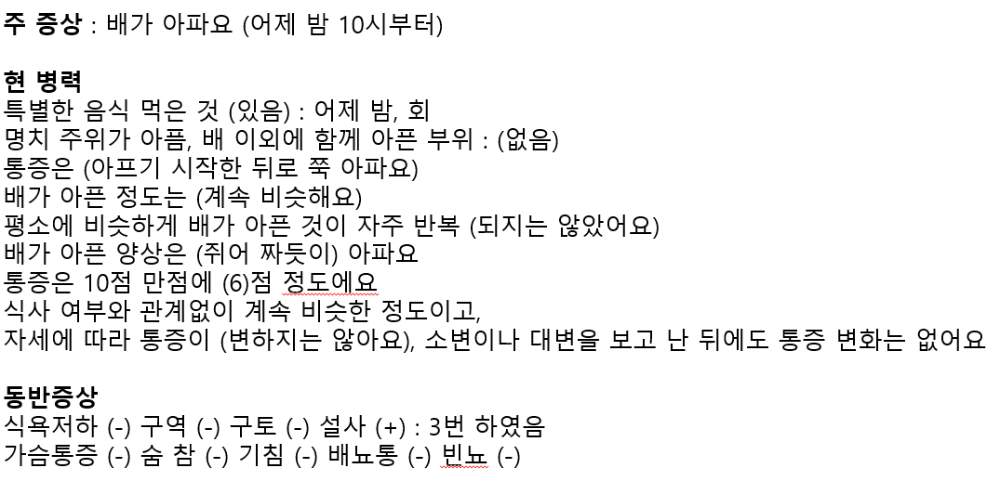 주 증상 : 배가 아파요 (어제 밤 10시부터)
현 병력
특별한 음식 먹은 것 (있음) : 어제 밤, 회
명치 주위가 아픔, 배 이외에 함께 아픈 부위 : (없음)
통증은 (아프기 시작한 뒤로 쭉 아파요)
배가 아픈 정도는 (계속 비슷해요)
평소에 비슷하게 배가 아픈 것이 자주 반복 (되지는 않았어요)
배가 아픈 양상은 (쥐어 짜듯이) 아파요
통증은 10점 만점에 (6)점 정도에요
식사 여부와 관계없이 계속 비슷한 정도이고,
자세에 따라 통증이 (변하지는 않아요), 소변이나 대변을 보고 난 뒤에도 통증 변화는 없어요
동반증상
식욕저하 (-) 구역 (-) 구토 (-) 설사 (+) : 3번 하였음
가슴통증 (-) 숨 참 (-) 기침 (-) 배뇨통 (-) 빈뇨 (-)